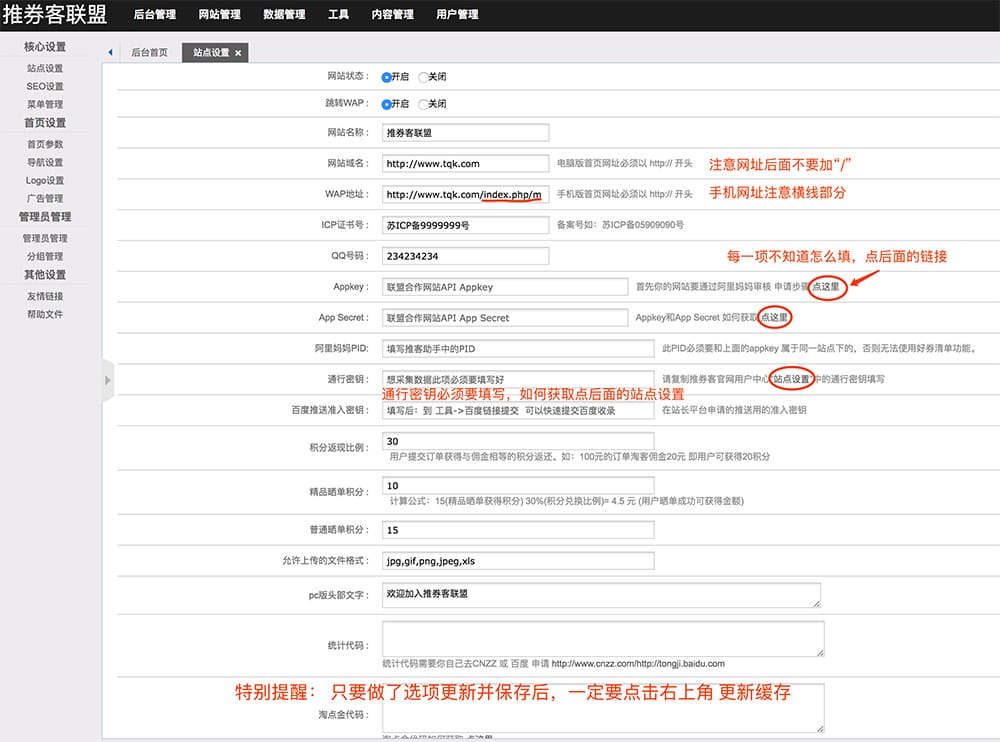 推券客联盟 后台管理 网站管理 数据管理 工具 内容管理 用户管理
核心设置
站点设置
SEO设置
菜单管理
首页设置
首页参数
导航设置
Logo设置
广告管理
管理员管理
管理员管理
分组管理
其他设置
友情链接
帮助文件
后台首页 站点设置 ×
网站状态： 开启 关闭
跳转WAP： 开启 关闭
网站名称： 推券客联盟
网站域名： http://www.tqk.com 电脑版首页网址必须以 http:// 开头 注意网址后面不要加“/”
WAP地址： http://www.tqk.com/index.php/m 手机版首页网址必须以 http:// 开头 手机网址注意横线部分
ICP证书号： 苏ICP备9999999号 备案号如：苏ICP备05909090号
QQ号码： 234234234
每一项不知道怎么填，点后面的链接
Appkey： 联盟合作网站API Appkey 首先你的网站要通过阿里妈妈审核 申请步骤 点这里
App Secret： 联盟合作网站API App Secret Appkey和App Secret 如何获取 点这里
阿里妈妈PID: 填写推客助手中的PID 此PID必须要和上面的appkey 属于同一站点下的，否则无法使用好券清单功能。
通行密钥： 想采集数据此项必须要填写好 请复制推券客官网用户中心“站点设置”中的通行密钥填写
通行密钥必须要填写，如何获取点后面的站点设置
百度推送准入密钥： 填写后：到 工具->百度链接提交 可以快速提交百度收录 在站长平台申请的推送用的准入密钥
积分返现比例： 30
用户提交订单获得与佣金相等的积分返还。如：100元的订单淘客佣金20元 即用户可获得20积分
精品晒单积分： 10
计算公式：15(精品晒单获得积分) 30%(积分兑换比例)= 4.5 元 (用户晒单成功可获得金额)
普通晒单积分： 15
允许上传的文件格式： jpg,gif,png,jpeg,xls
pc版头部文字： 欢迎加入推券客联盟
统计代码：
统计代码需要你自己去CNZZ 或 百度 申请 http://www.cnzz.com/http://tongji.baidu.com
特别提醒： 只要做了选项更新并保存后，一定要点击右上角 更新缓存
淘点金代码：
淘点金代码如何获取 点这里